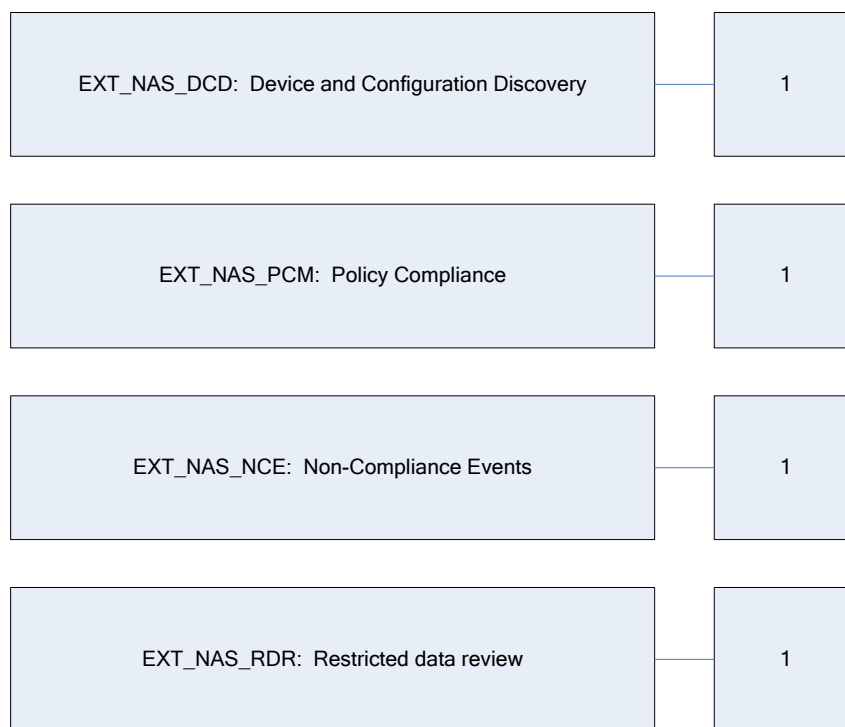 EXT_NAS_DCD:  Device and Configuration Discovery
1
EXT_NAS_PCM:  Policy Compliance
1
EXT_NAS_NCE:  Non-Compliance Events
1
EXT_NAS_RDR:  Restricted data review
1